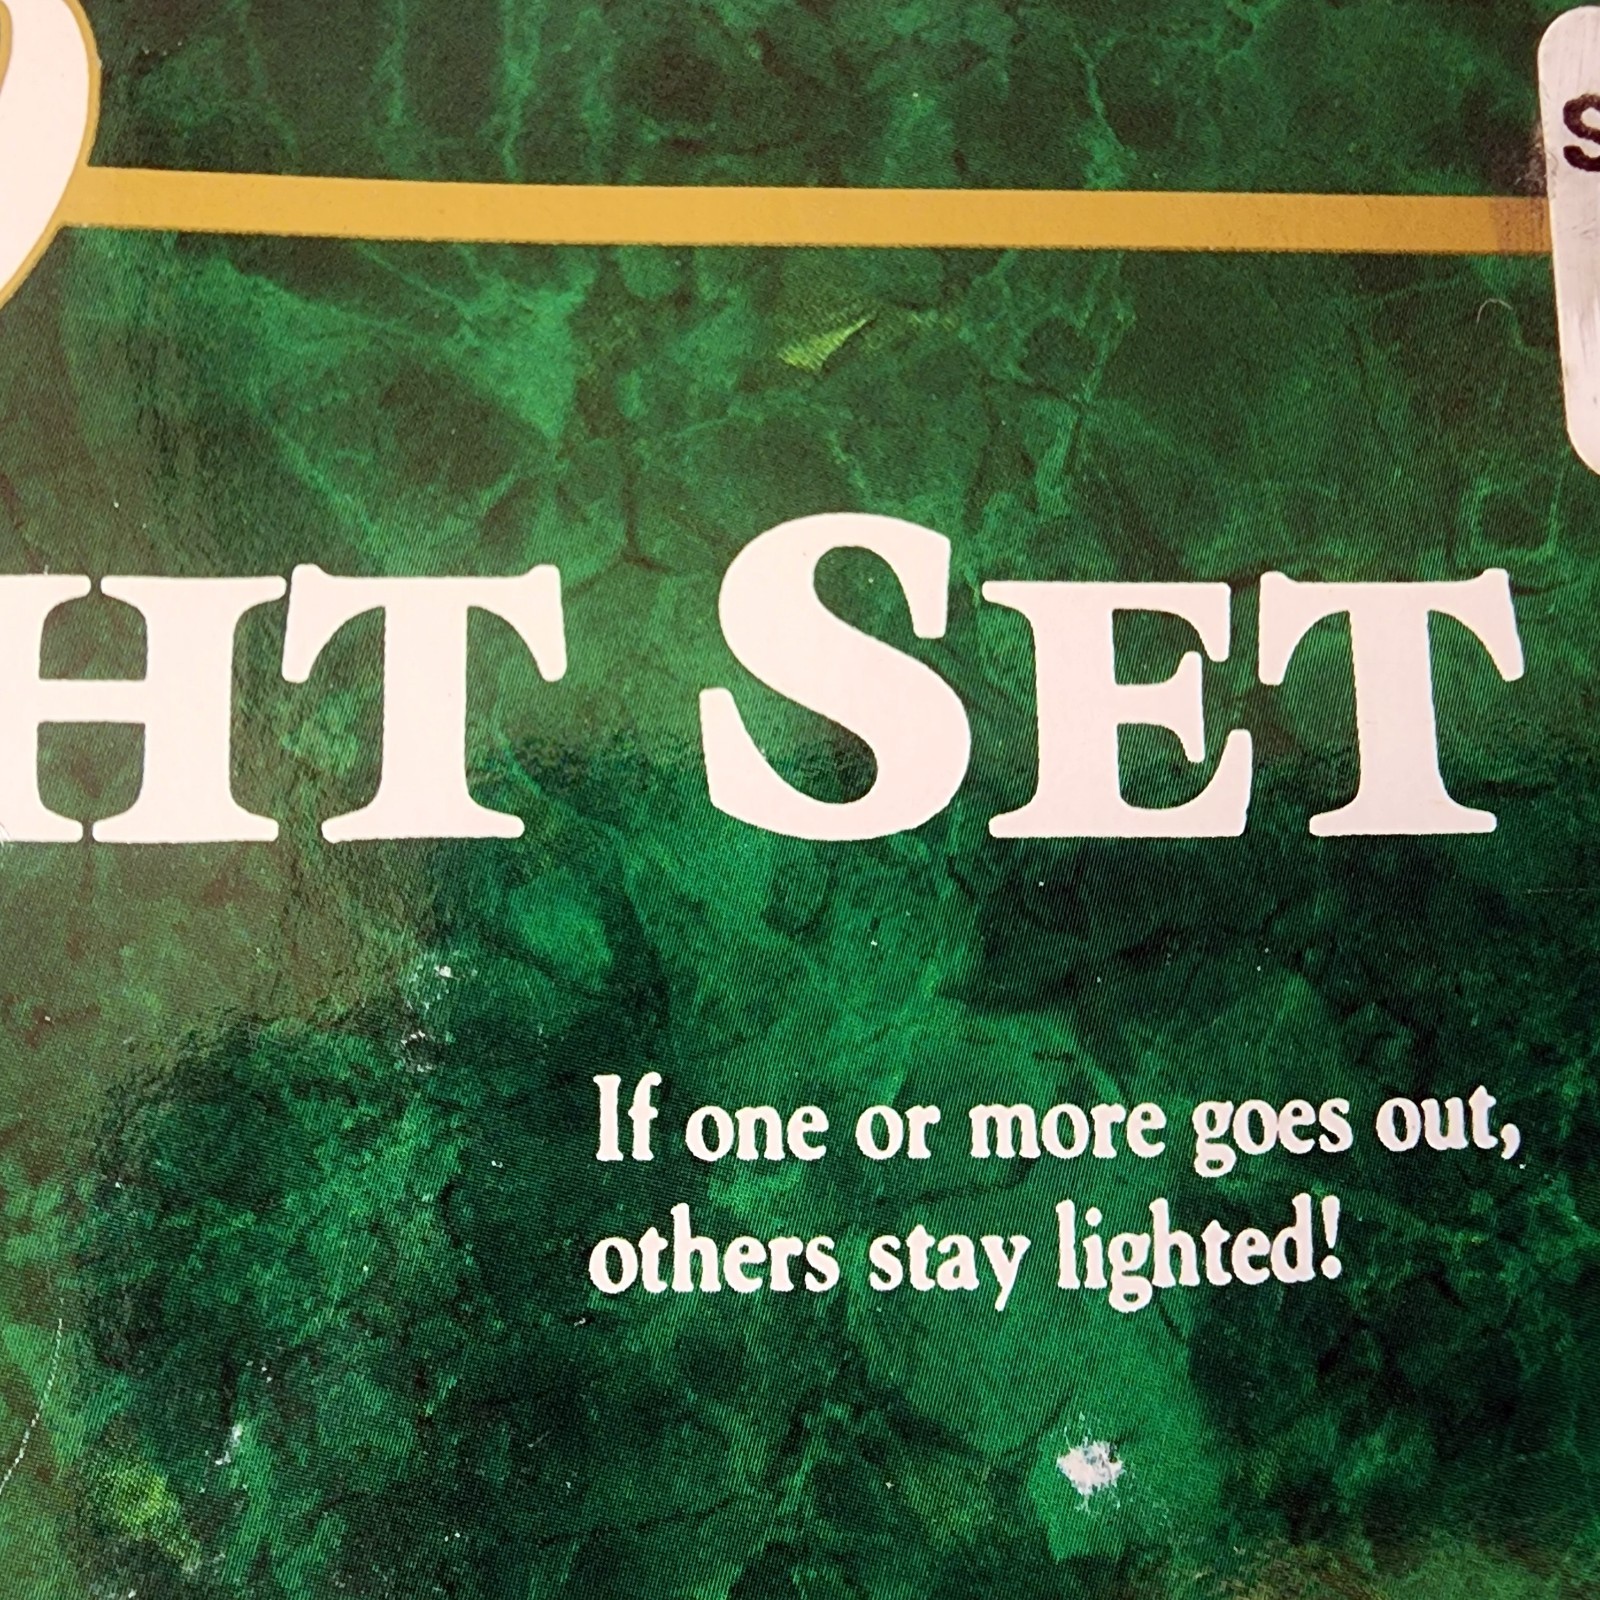 S
HT SET
If one or more goes out,
others stay lighted!